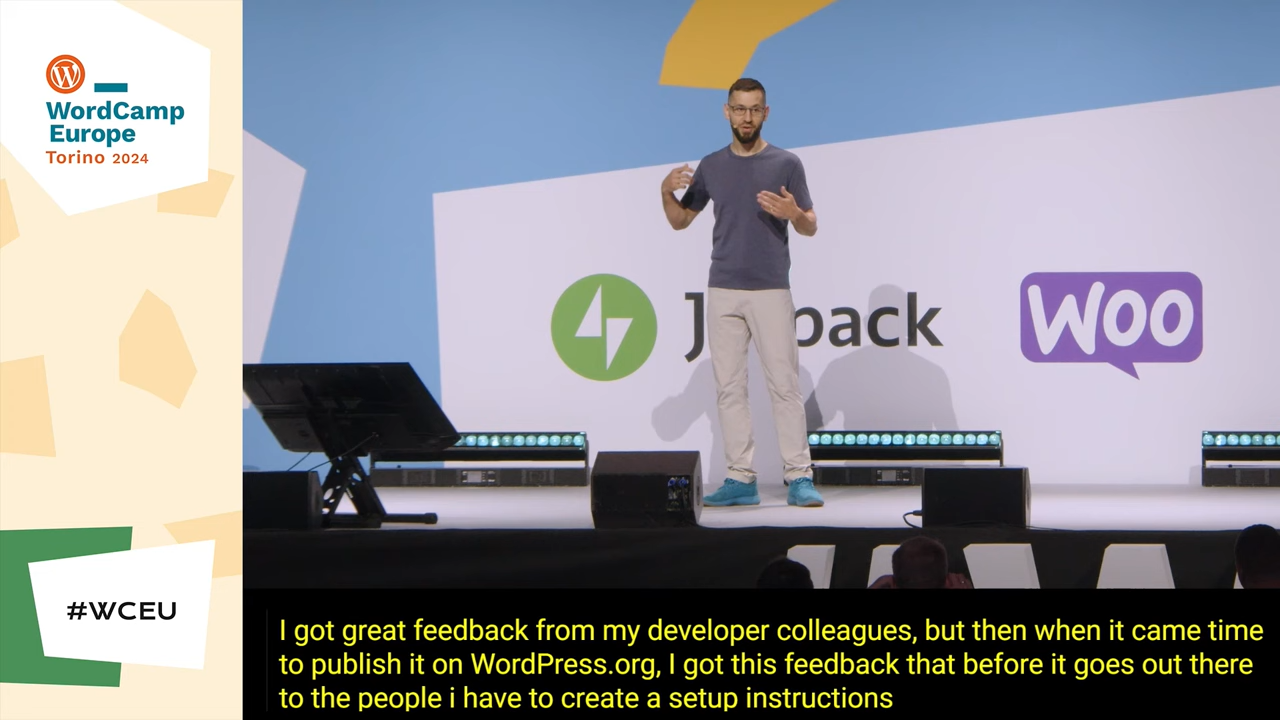 WordCamp
Europe
Torino 2024
pack
Woo
#WCEU
I got great feedback from my developer colleagues, but then when it came time
to publish it on WordPress.org, I got this feedback that before it goes out there
to the people i have to create a setup instructions